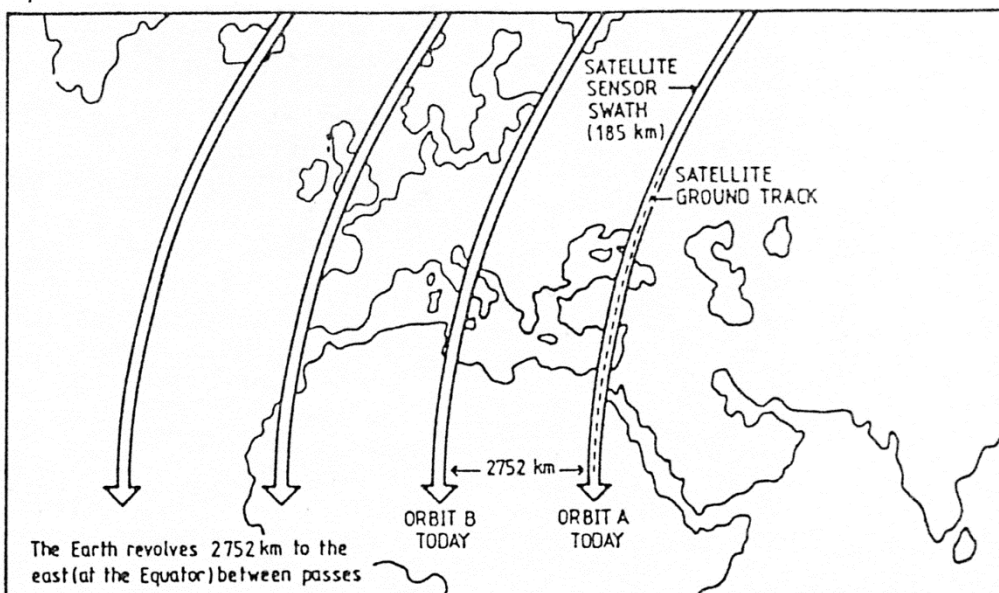 SATELLITE
SENSOR
SWATH
(185 km)
SATELLITE
GROUND TRACK
2752 km
ORBIT B
TODAY
ORBIT A
TODAY
The Earth revolves 2752 km to the
east (at the Equator) between passes